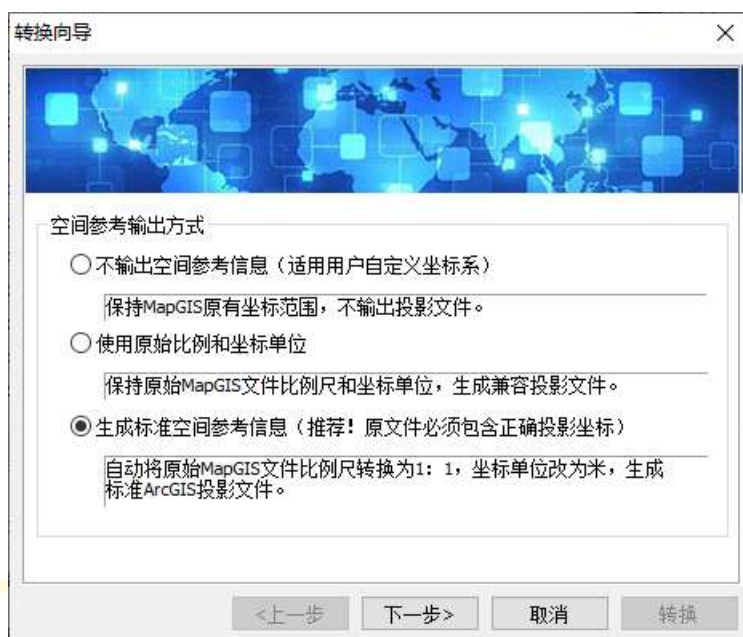 转换向导
空间参考输出方式
不输出空间参考信息（适用用户自定义坐标系）
保持MapGIS原有坐标范围，不输出投影文件。
使用原始比例和坐标单位
保持原始MapGIS文件比例尺和坐标单位，生成兼容投影文件。
生成标准空间参考信息（推荐！原文件必须包含正确投影坐标）
自动将原始MapGIS文件比例尺转换为1：1，坐标单位改为米，生成
标准ArcGIS投影文件。
<上一步 下一步> 取消 转换